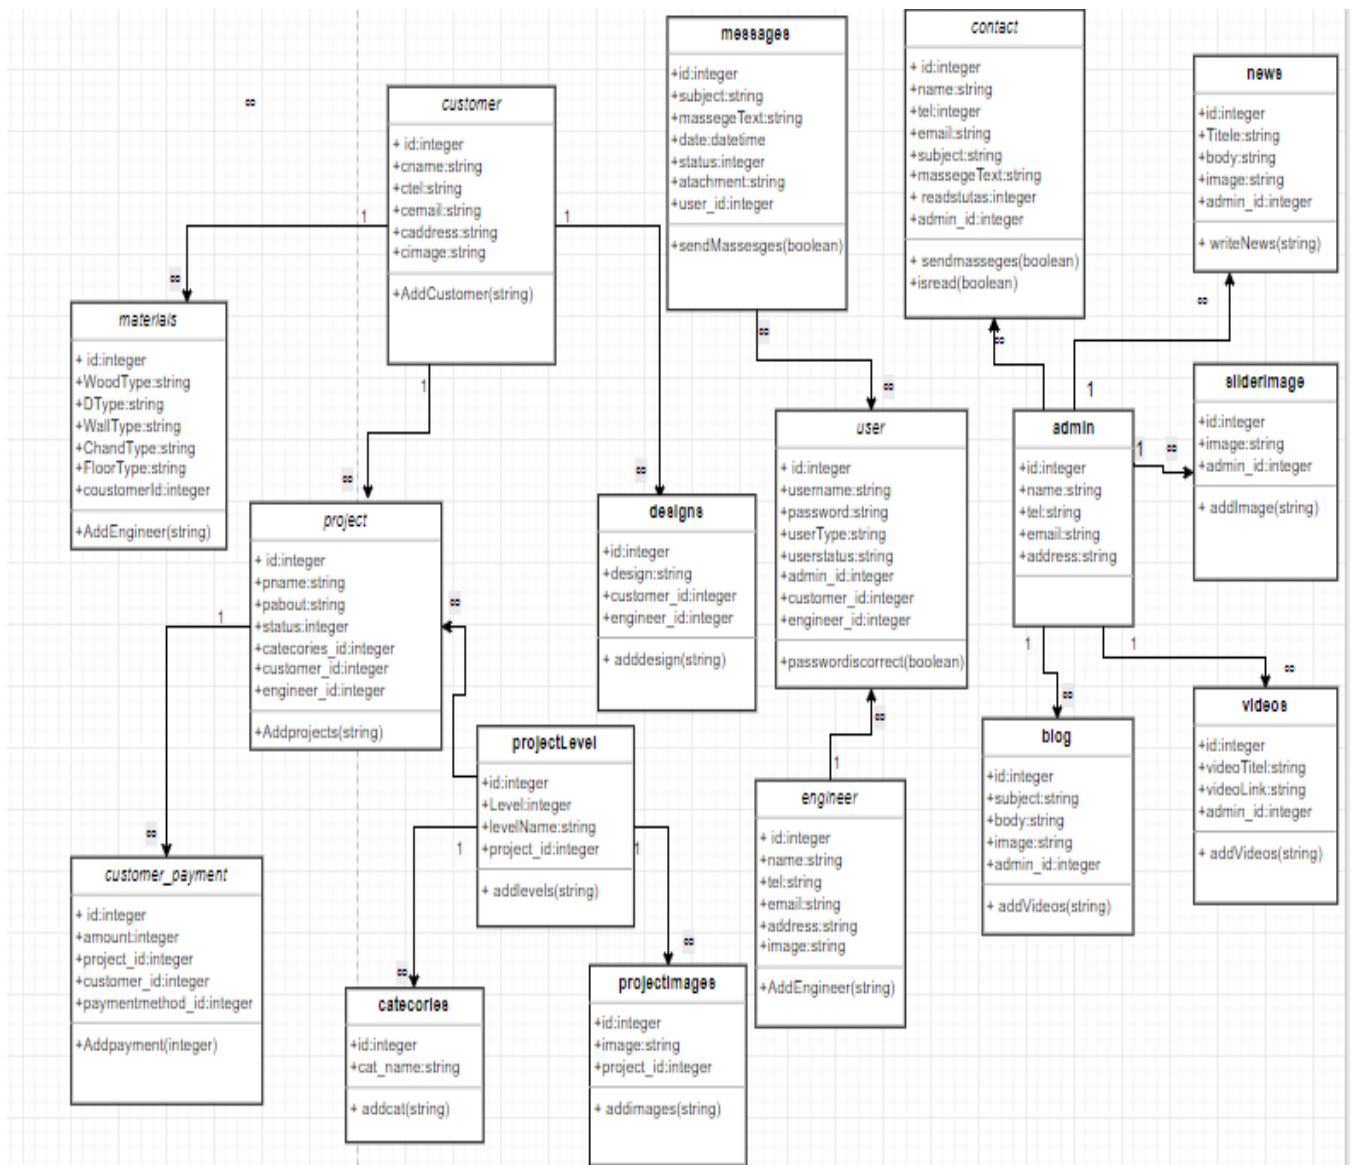 ∞
customer
+ id:integer
+cname:string
+ctel:string
+cemail:string
+caddress:string
+cimage:string
+AddCustomer(string)
1
1
1
∞
∞
∞
messages
+id:integer
+subject:string
+massegeText:string
+date:datetime
+status:integer
+atachment:string
+user_id:integer
+sendMassesges(boolean)
∞
∞
contact
+ id:integer
+name:string
+tel:integer
+email:string
+subject:string
+massegeText:string
+ readstutas:integer
+admin_id:integer
+ sendmasseges(boolean)
+isread(boolean)
∞
news
+id:integer
+Titele:string
+body:string
+image:string
+admin_id:integer
+ writeNews(string)
∞
1
materials
+ id:integer
+WoodType:string
+DType:string
+WallType:string
+ChandType:string
+FloorType:string
+coustomerId:integer
+AddEngineer(string)
project
+ id:integer
+pname:string
+pabout:string
+status:integer
+catecories_id:integer
+customer_id:integer
+engineer_id:integer
+Addprojects(string)
1
∞
∞
designs
+id:integer
+design:string
+customer_id:integer
+engineer_id:integer
+ adddesign(string)
user
+ id:integer
+username:string
+password:string
+userType:string
+userstatus:string
+admin_id:integer
+customer_id:integer
+engineer_id:integer
+passwordiscorrect(boolean)
∞
1
admin
+id:integer
+name:string
+tel:string
+email:string
+address:string
1
∞
1
1
∞
∞
sliderimage
+id:integer
+image:string
+admin_id:integer
+ addImage(string)
projectLevel
+id:integer
+Level:integer
+levelName:string
+project_id:integer
+ addlevels(string)
1
1
∞
∞
engineer
+ id:integer
+name:string
+tel:string
+email:string
+address:string
+image:string
+AddEngineer(string)
blog
+id:integer
+subject:string
+body:string
+image:string
+admin_id:integer
+ addVideos(string)
videos
+id:integer
+videoTitel:string
+videoLink:string
+admin_id:integer
+ addVideos(string)
customer_payment
+ id:integer
+amount:integer
+project_id:integer
+customer_id:integer
+paymentmethod_id:integer
+Addpayment(integer)
catecories
+id:integer
+cat_name:string
+ addcat(string)
projectimages
+id:integer
+image:string
+project_id:integer
+ addimages(string)